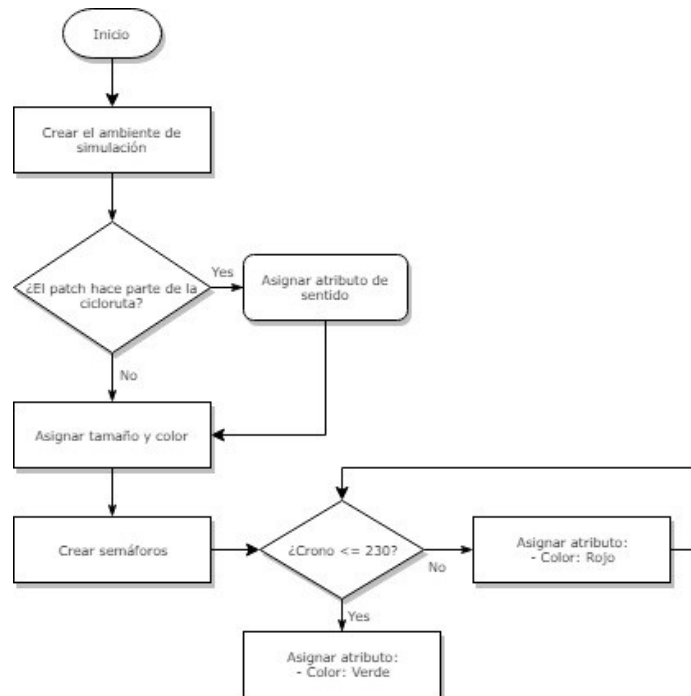 Inicio
Crear el ambiente de
simulación
¿El patch hace parte de la
cicloruta?
Yes
Asignar atributo de
sentido
No
Asignar tamaño y color
Crear semáforos
¿Crono <= 230?
No
Asignar atributo:
- Color: Rojo
Yes
Asignar atributo:
- Color: Verde